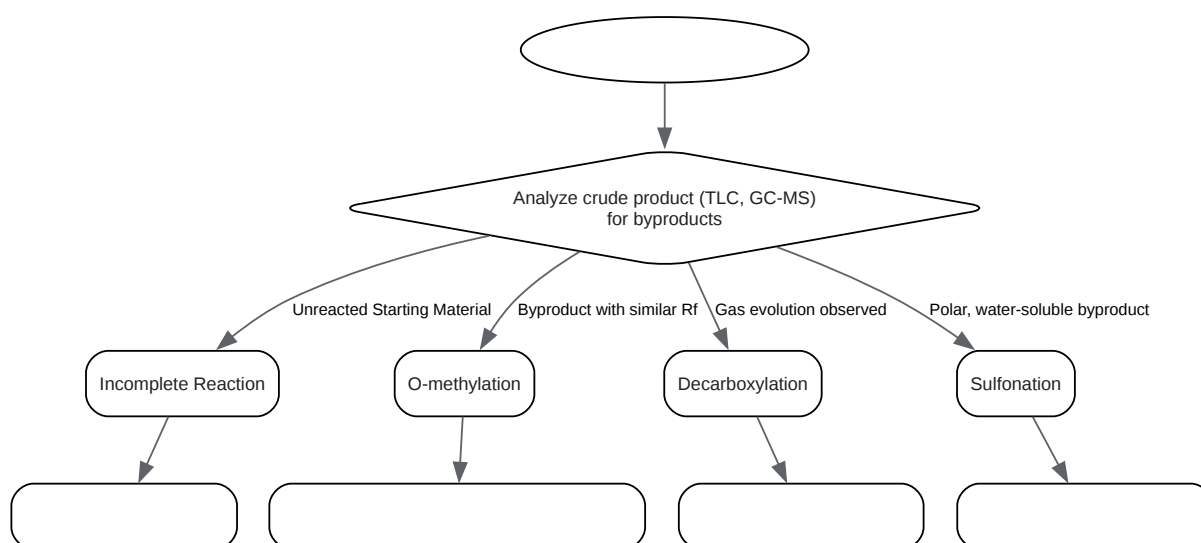 Analyze crude product (TLC, GC-MS)
for byproducts
Unreacted Starting Material
Byproduct with similar Rf
Gas evolution observed
Polar, water-soluble byproduct
Incomplete Reaction
O-methylation
Decarboxylation
Sulfonation